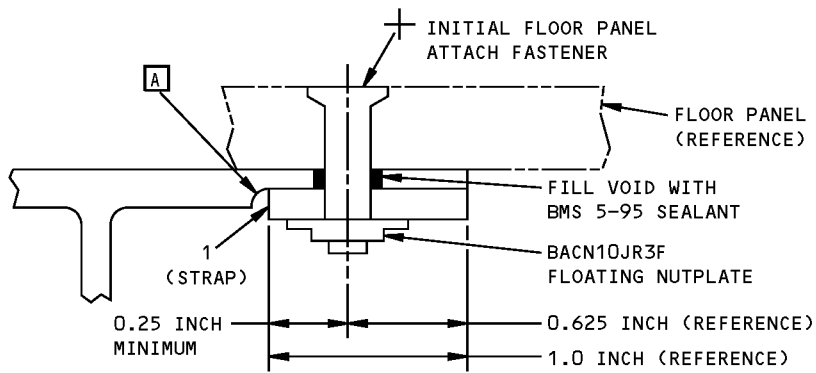 INITIAL FLOOR PANEL
ATTACH FASTENER
A
FLOOR PANEL
(REFERENCE)
FILL VOID WITH
BMS 5-95 SEALANT
1
(STRAP)
BACN10JR3F
FLOATING NUTPLATE
0.25 INCH
MINIMUM
0.625 INCH (REFERENCE)
1.0 INCH (REFERENCE)